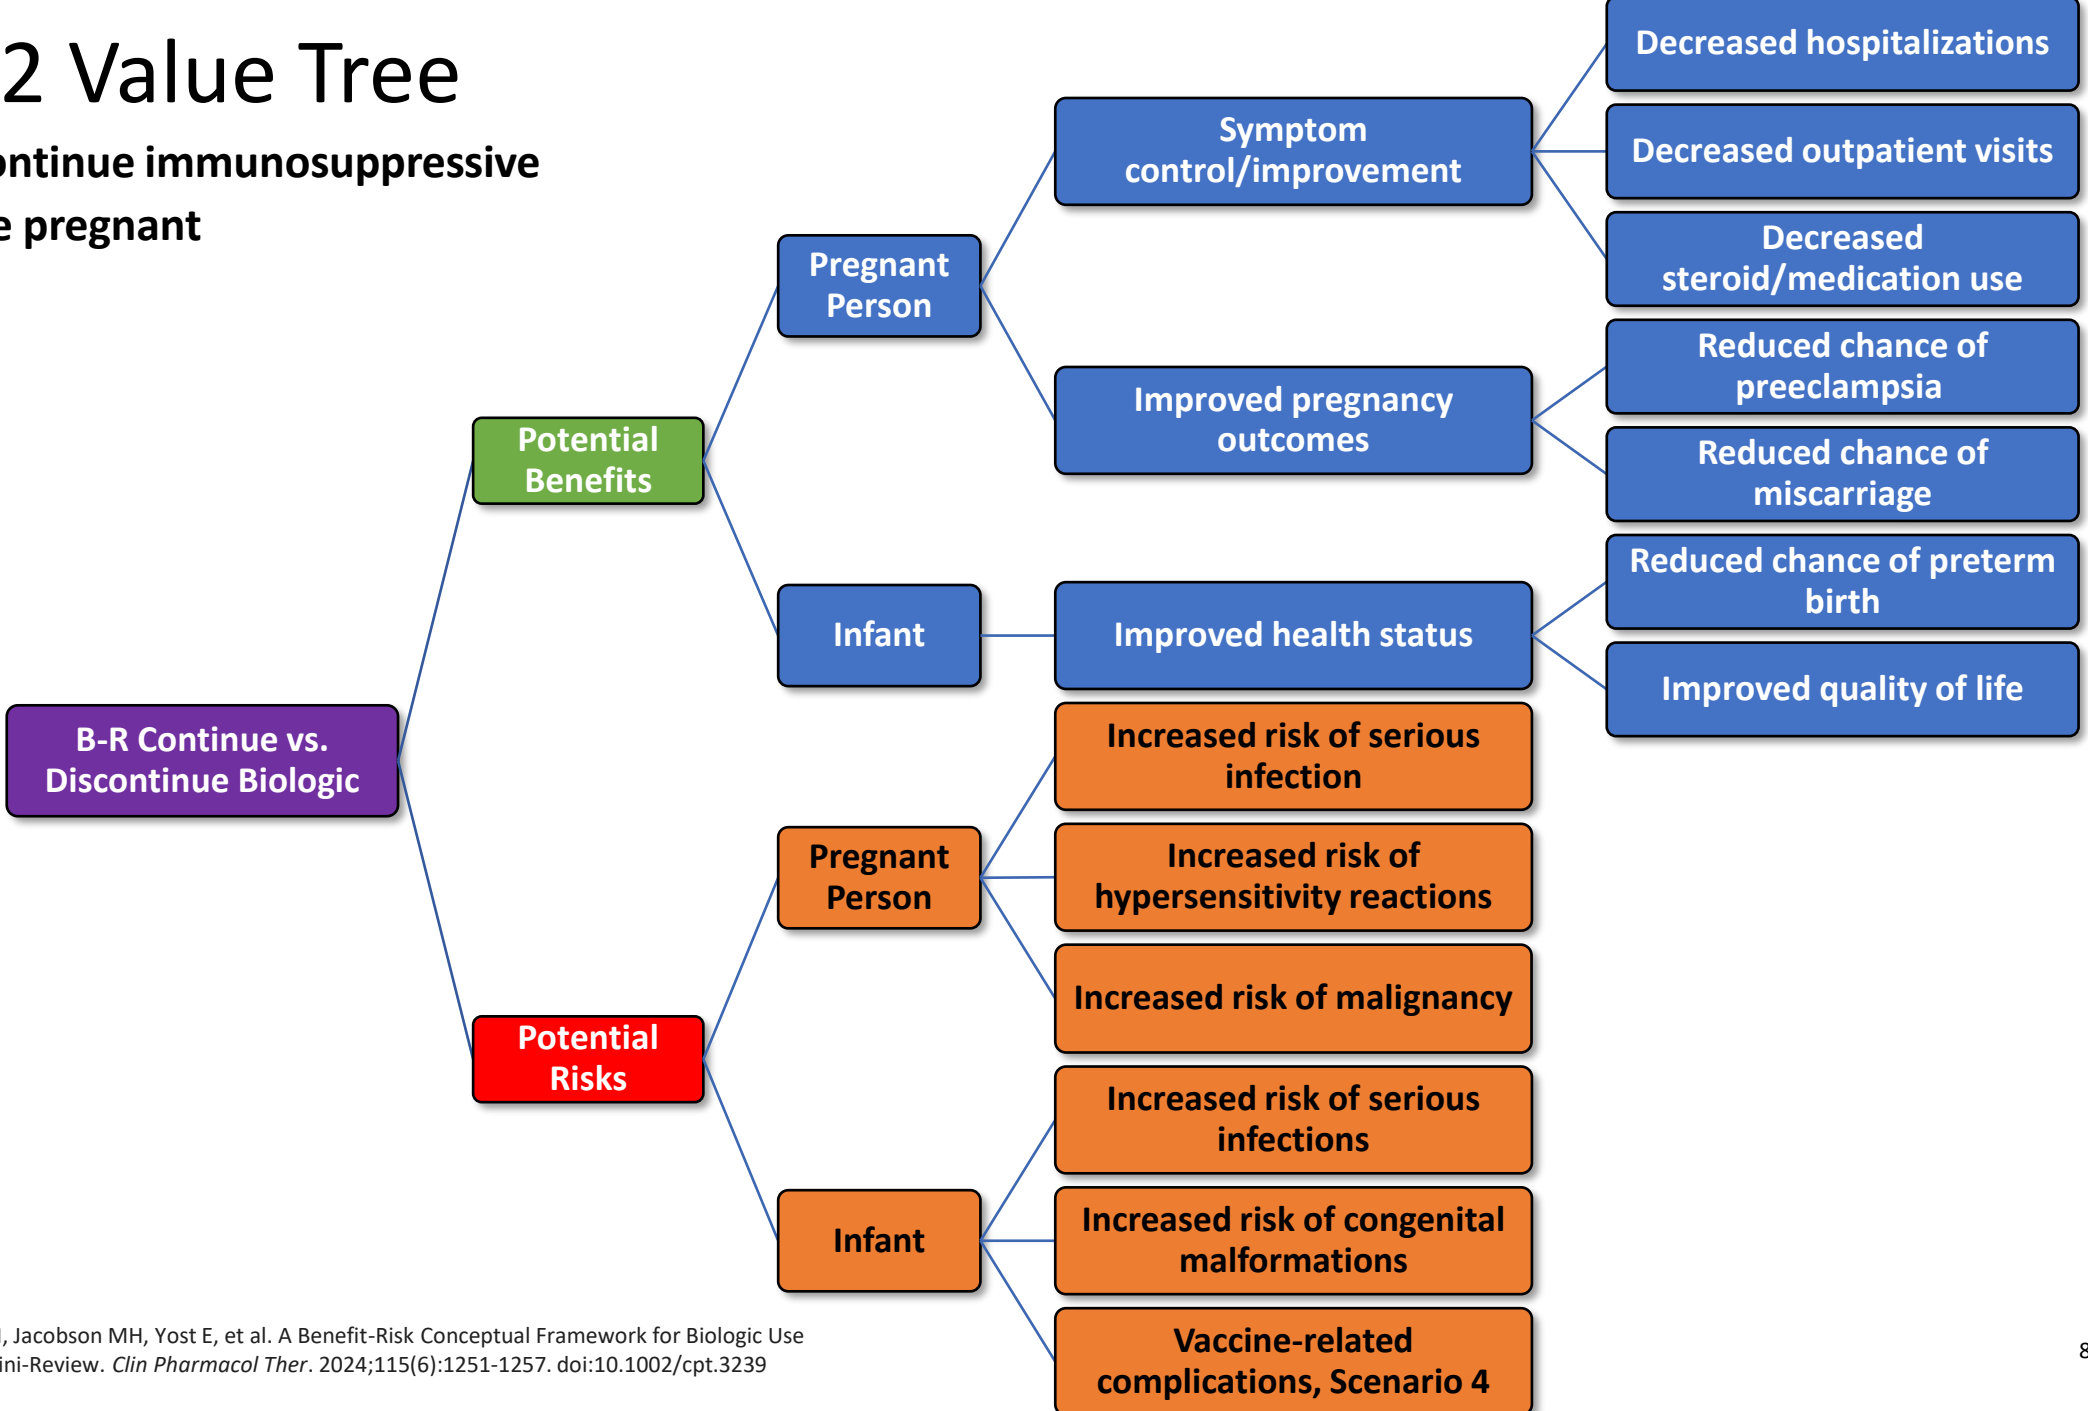 2 Value Tree
ontinue immunosuppressive
e pregnant
B-R Continue vs.
Discontinue Biologic
Potential
Benefits
Pregnant
Person
Symptom
control/improvement
Decreased hospitalizations
Decreased outpatient visits
Decreased
steroid/medication use
Improved pregnancy
outcomes
Reduced chance of
preeclampsia
Reduced chance of
miscarriage
Infant
Improved health status
Reduced chance of preterm
birth
Improved quality of life
Potential
Risks
Pregnant
Person
Increased risk of serious
infection
Increased risk of
hypersensitivity reactions
Increased risk of malignancy
Infant
Increased risk of serious
infections
Increased risk of congenital
malformations
Vaccine-related
complications, Scenario 4
, Jacobson MH, Yost E, et al. A Benefit-Risk Conceptual Framework for Biologic Use
ini-Review. Clin Pharmacol Ther. 2024;115(6):1251-1257. doi:10.1002/cpt.3239
8